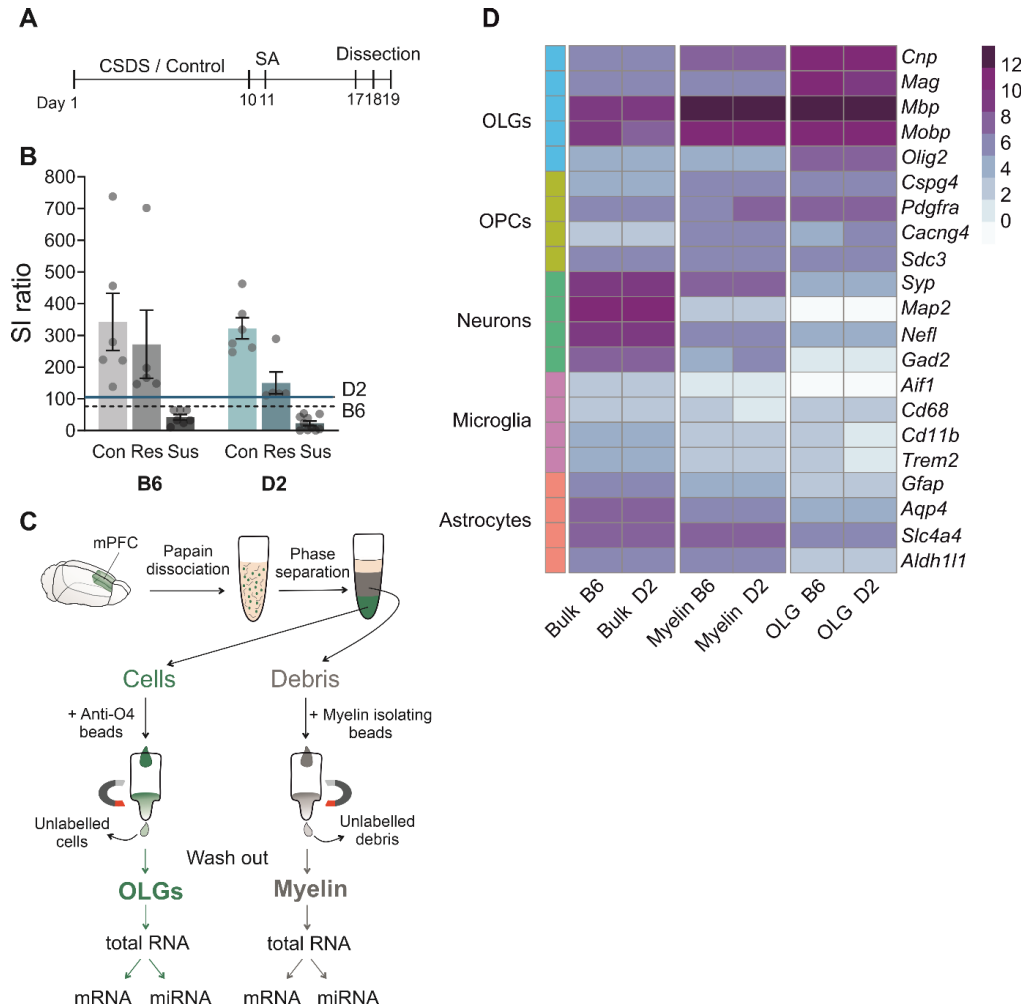 A
CSDS / Control
SA
Dissection
Day 1
10
11
17
18
19
B
SI ratio
800
700
600
500
400
300
200
100
0
D2
B6
Con Res Sus
Con Res Sus
B6
D2
C
mPFC
Papain
dissociation
Phase
separation
Cells
Debris
+ Anti-O4
beads
+ Myelin isolating
beads
Unlabelled
cells
Unlabelled
debris
Wash out
OLGs
Myelin
total RNA
total RNA
mRNA
miRNA
mRNA
miRNA
D
OLGs
OPCs
Neurons
Microglia
Astrocytes
Cnp
Mag
Mbp
Mobp
Olig2
Cspg4
Pdgfra
Cacng4
Sdc3
Syp
Map2
Nefl
Gad2
Aif1
Cd68
Cd11b
Trem2
Gfap
Aqp4
Slc4a4
Aldh1l1
Bulk B6
Bulk D2
Myelin B6
Myelin D2
OLG B6
OLG D2
12
10
8
6
4
2
0